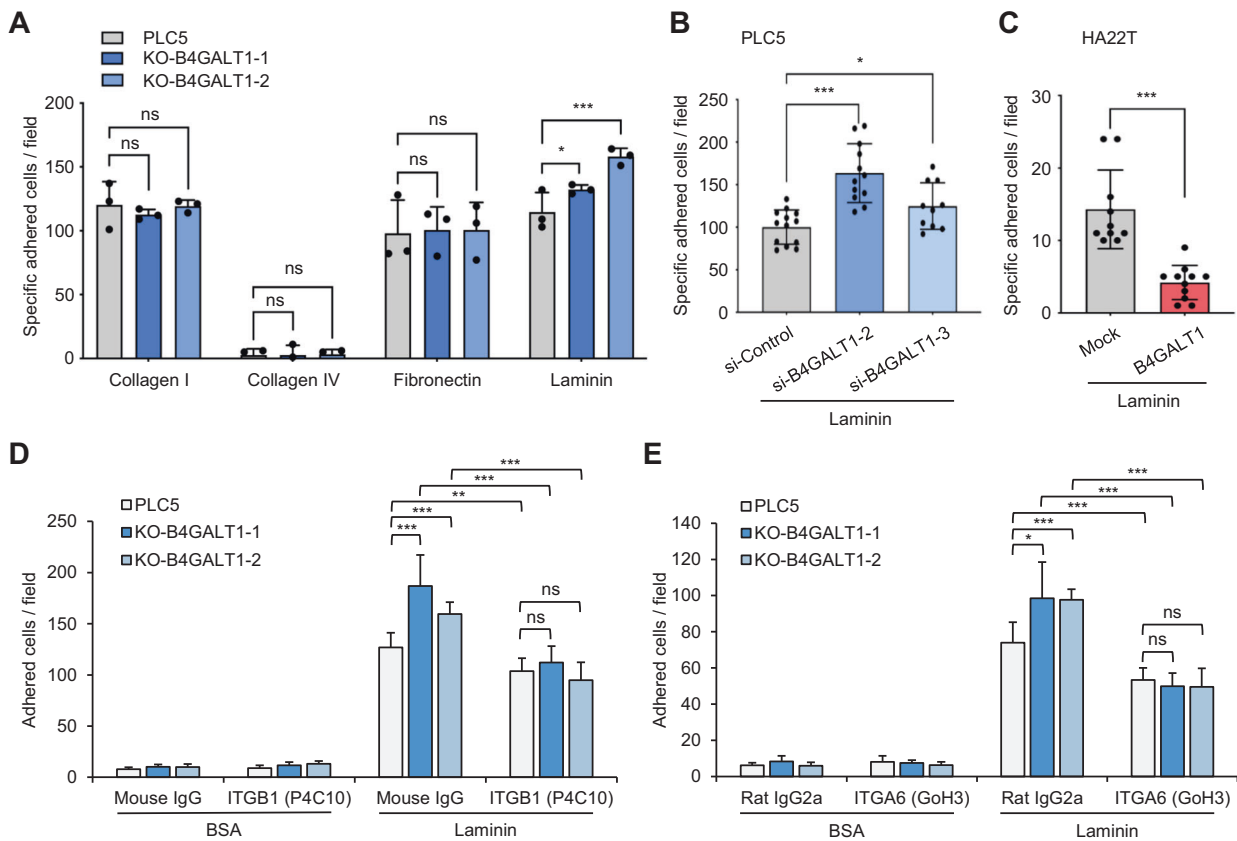 A
PLC5
KO-B4GALT1-1
KO-B4GALT1-2
Specific adhered cells / field
200
150
100
50
0
ns
ns
ns
ns
ns
ns
***
*
Collagen I
Collagen IV
Fibronectin
Laminin
B
PLC5
Specific adhered cells / field
250
200
150
100
50
0
*
***
si-Control
si-B4GALT1-2
si-B4GALT1-3
Laminin
C
HA22T
Specific adhered cells / filed
30
20
10
0
***
Mock
B4GALT1
Laminin
D
PLC5
KO-B4GALT1-1
KO-B4GALT1-2
Adhered cells / field
250
200
150
100
50
0
***
***
**
***
***
ns
ns
Mouse IgG
ITGB1 (P4C10)
Mouse IgG
ITGB1 (P4C10)
BSA
Laminin
E
PLC5
KO-B4GALT1-1
KO-B4GALT1-2
Adhered cells / field
140
120
100
80
60
40
20
0
***
***
***
***
*
ns
ns
Rat IgG2a
ITGA6 (GoH3)
Rat IgG2a
ITGA6 (GoH3)
BSA
Laminin